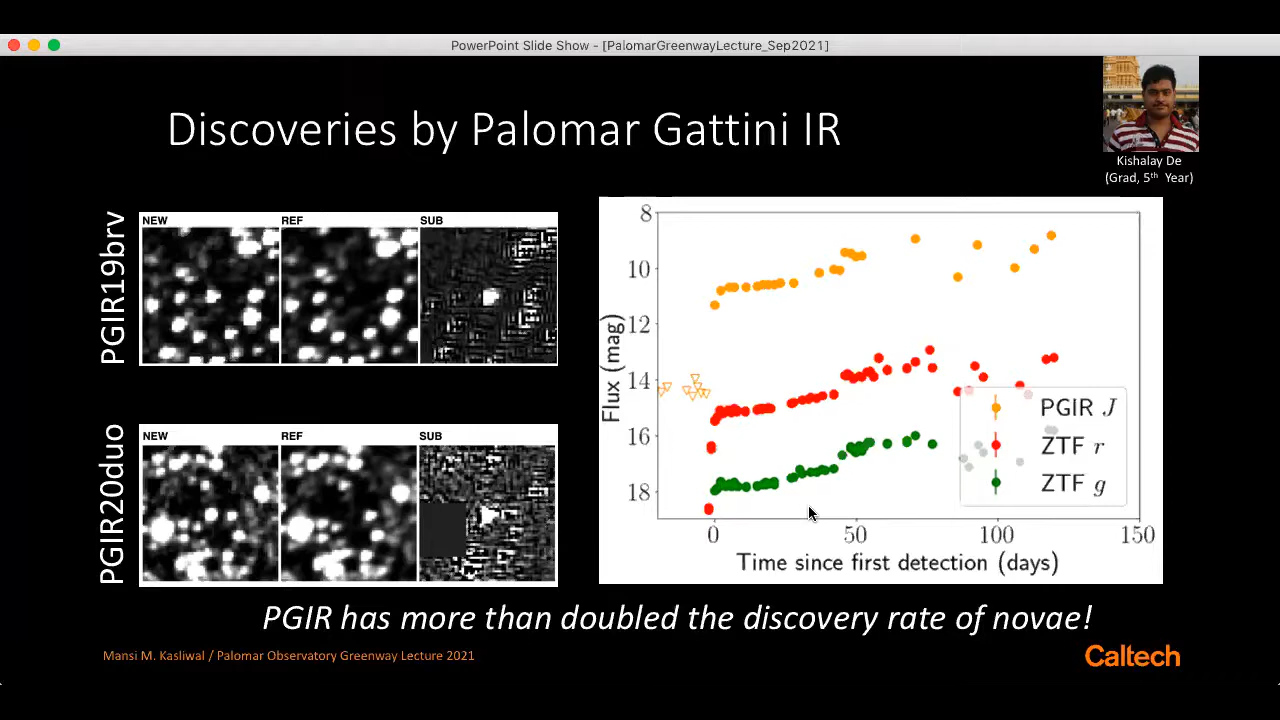 PowerPoint Slide Show - [PalomarGreenwayLecture_Sep2021]
Discoveries by Palomar Gattini IR
Kishalay De
(Grad, 5th Year)
PGIR19brv
NEW REF SUB
PGIR20duo
NEW REF SUB
Flux (mag)
8
10
12
14
16
18
PGIR J
ZTF r
ZTF g
0 50 100 150
Time since first detection (days)
PGIR has more than doubled the discovery rate of novae!
Mansi M. Kasliwal / Palomar Observatory Greenway Lecture 2021
Caltech